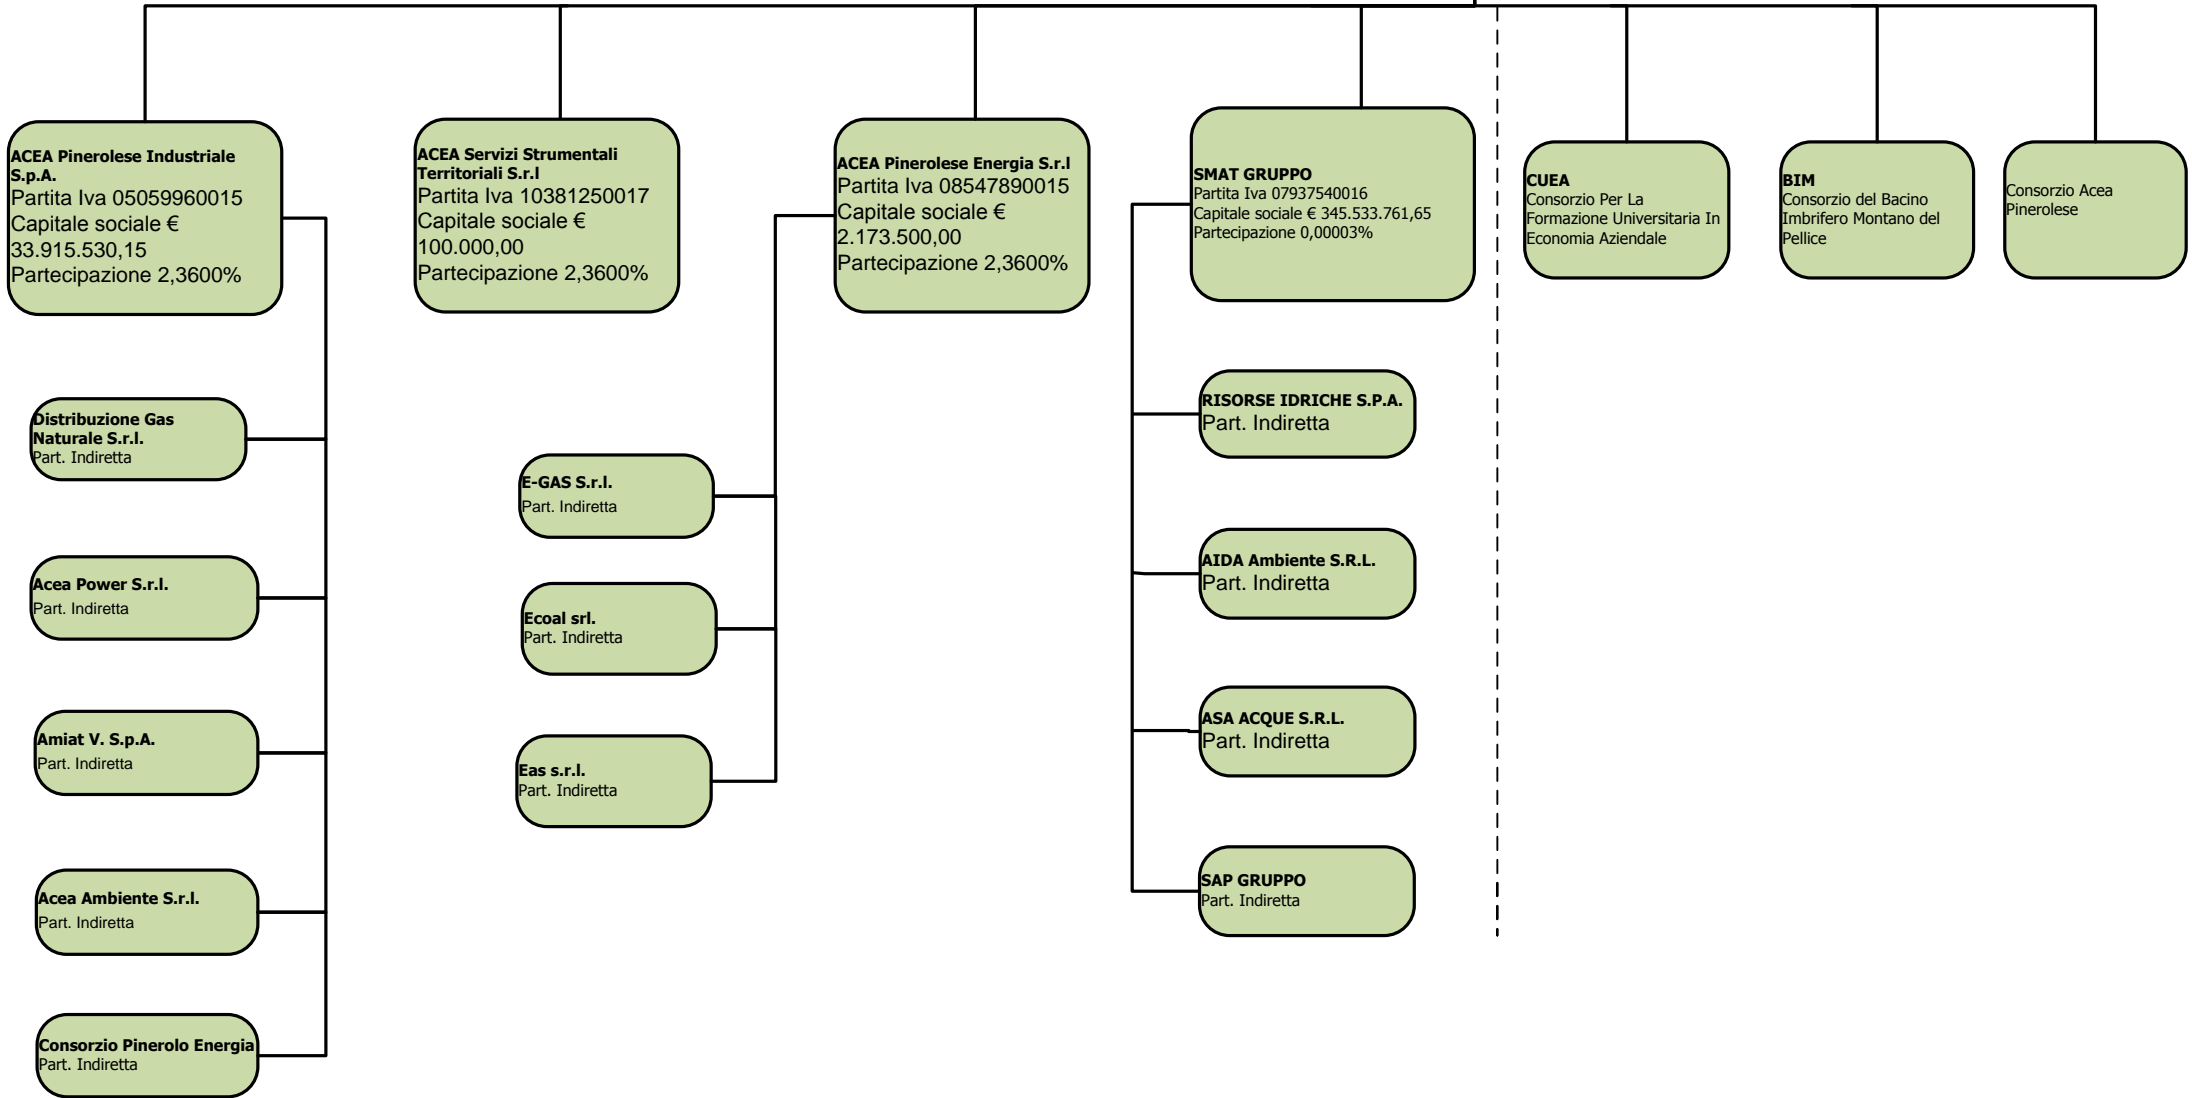 ACEA Pinerolese Industriale
S.p.A.
Partita Iva 05059960015
Capitale sociale €
33.915.530,15
Partecipazione 2,3600%
ACEA Servizi Strumentali
Territoriali S.r.l
Partita Iva 10381250017
Capitale sociale €
100.000,00
Partecipazione 2,3600%
ACEA Pinerolese Energia S.r.l
Partita Iva 08547890015
Capitale sociale €
2.173.500,00
Partecipazione 2,3600%
SMAT GRUPPO
Partita Iva 07937540016
Capitale sociale € 345.533.761,65
Partecipazione 0,00003%
CUEA
Consorzio Per La
Formazione Universitaria In
Economia Aziendale
BIM
Consorzio del Bacino
Imbrifero Montano del
Pellice
Consorzio Acea
Pinerolese
Distribuzione Gas
Naturale S.r.l.
Part. Indiretta
Acea Power S.r.l.
Part. Indiretta
Amiat V. S.p.A.
Part. Indiretta
Acea Ambiente S.r.l.
Part. Indiretta
Consorzio Pinerolo Energia
Part. Indiretta
E-GAS S.r.l.
Part. Indiretta
Ecoal srl.
Part. Indiretta
Eas s.r.l.
Part. Indiretta
RISORSE IDRICHE S.P.A.
Part. Indiretta
AIDA Ambiente S.R.L.
Part. Indiretta
ASA ACQUE S.R.L.
Part. Indiretta
SAP GRUPPO
Part. Indiretta